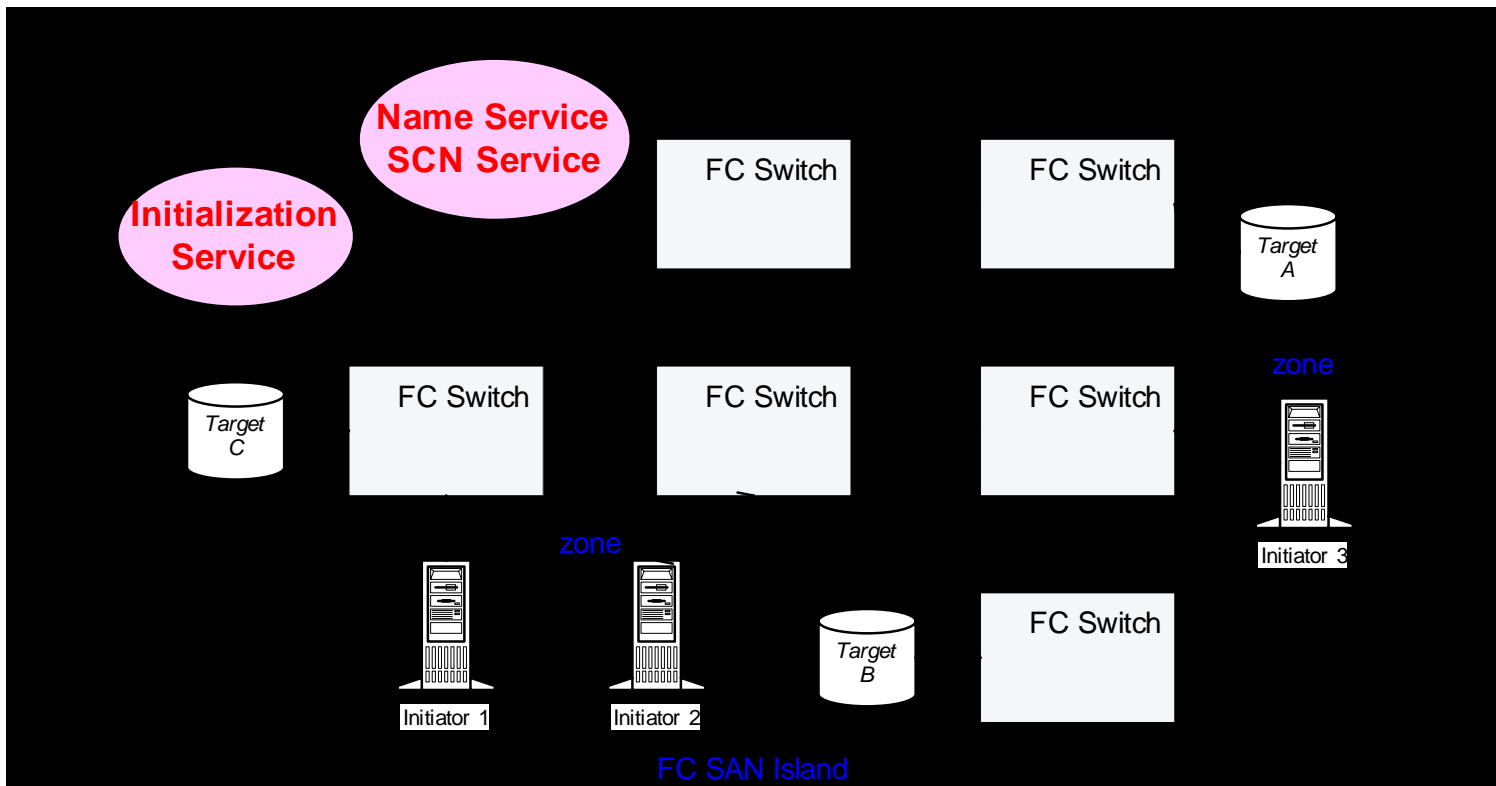 Name Service
SCN Service
FC Switch
FC Switch
Initialization
Service
Target
A
zone
FC Switch
FC Switch
FC Switch
Target
C
zone
Initiator 3
FC Switch
Target
B
Initiator 1
Initiator 2
FC SAN Island